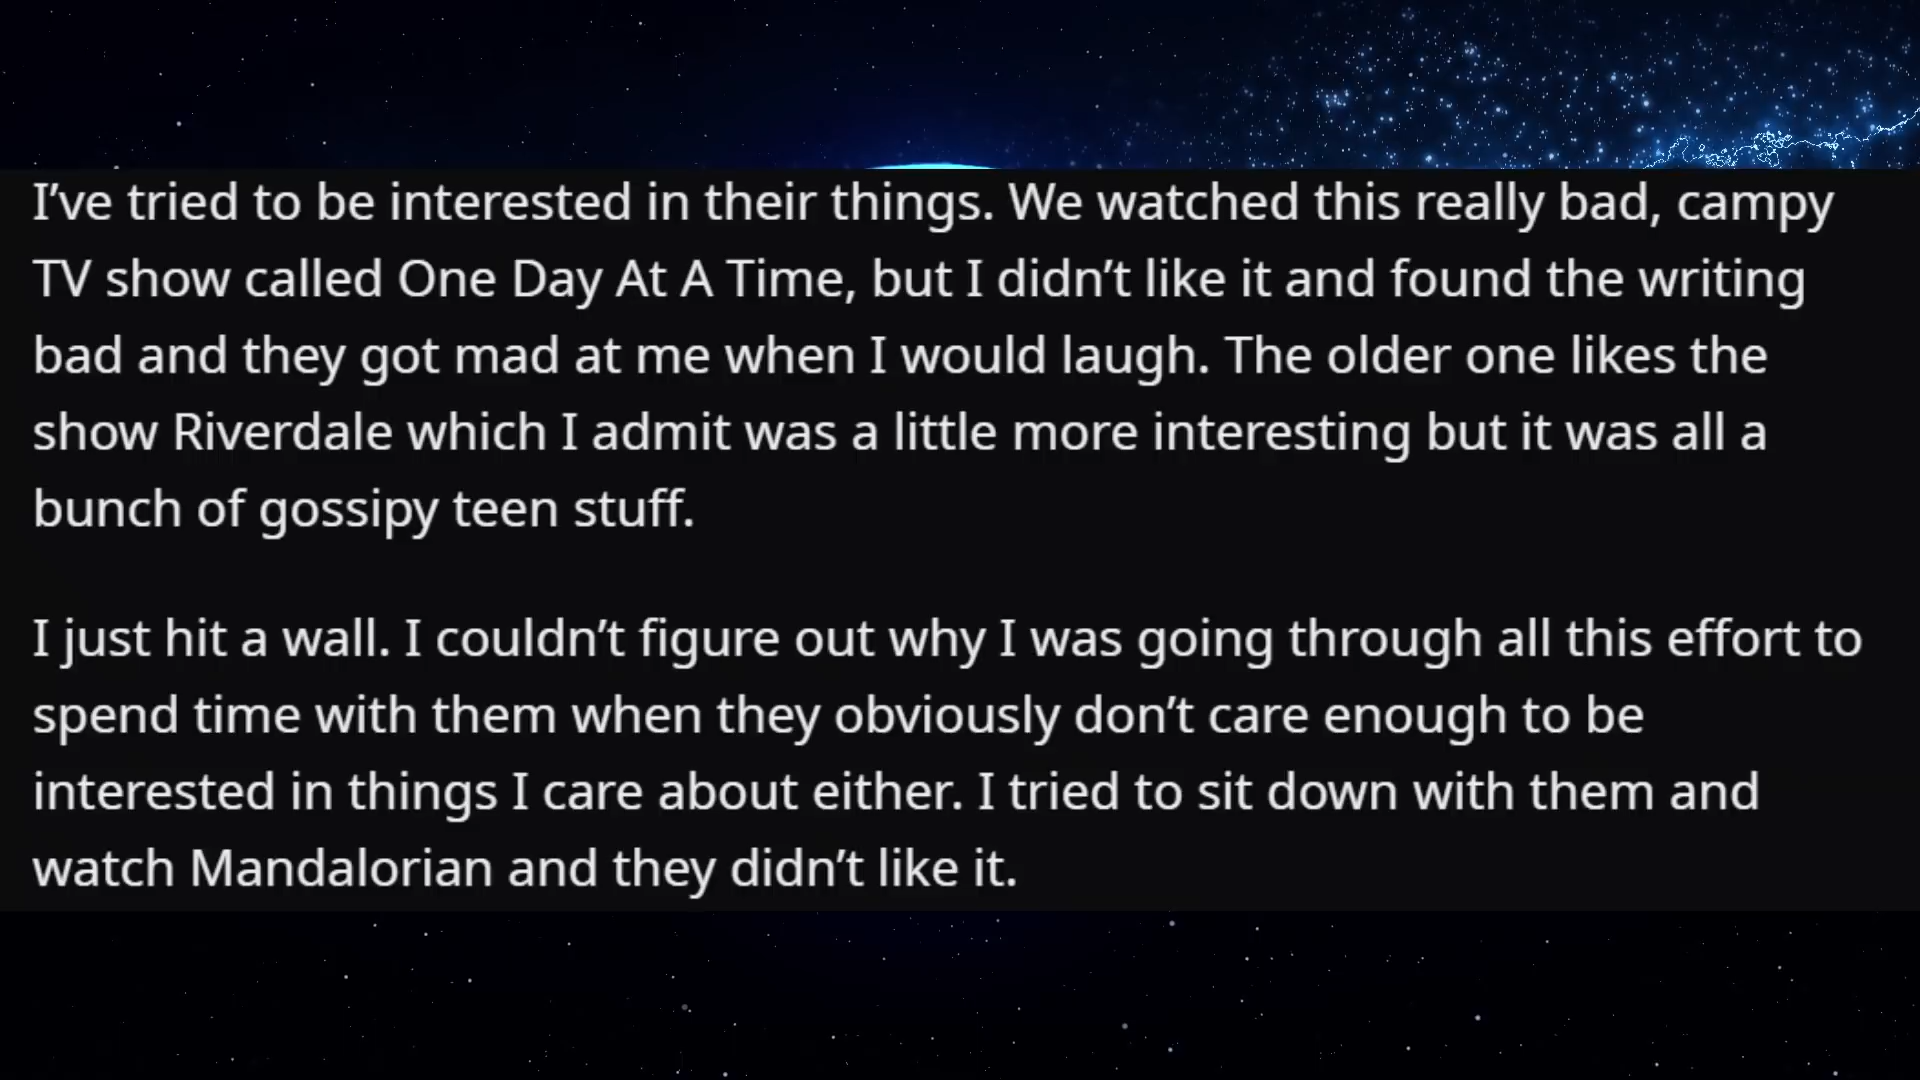 I’ve tried to be interested in their things. We watched this really bad, campy
TV show called One Day At A Time, but I didn’t like it and found the writing
bad and they got mad at me when I would laugh. The older one likes the
show Riverdale which I admit was a little more interesting but it was all a
bunch of gossipy teen stuff.
I just hit a wall. I couldn’t figure out why I was going through all this effort to
spend time with them when they obviously don’t care enough to be
interested in things I care about either. I tried to sit down with them and
watch Mandalorian and they didn’t like it.